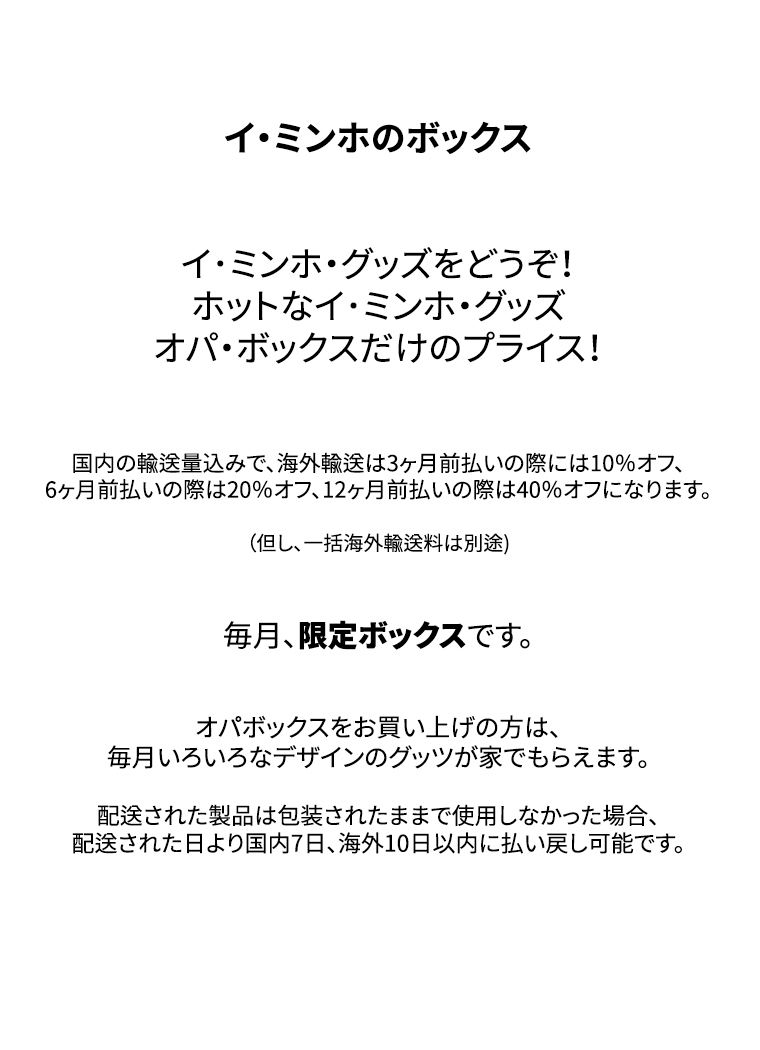 イ・ミンホのボックス
イ・ミンホ・グッズをどうぞ!
ホットなイ・ミンホ・グッズ
オパ・ボックスだけのプライス!
国内の輸送量込みで、海外輸送は3ヶ月前払いの際には10%オフ、
6ヶ月前払いの際は20%オフ、12ヶ月前払いの際は40%オフになります。
(但し、一括海外輸送料は別途)
毎月、限定ボックスです。
オパボックスをお買い上げの方は、
毎月いろいろなデザインのグッツが家でもらえます。
配送された製品は包装されたままで使用しなかった場合、
配送された日より国内7日、海外10日以内に払い戻し可能です。